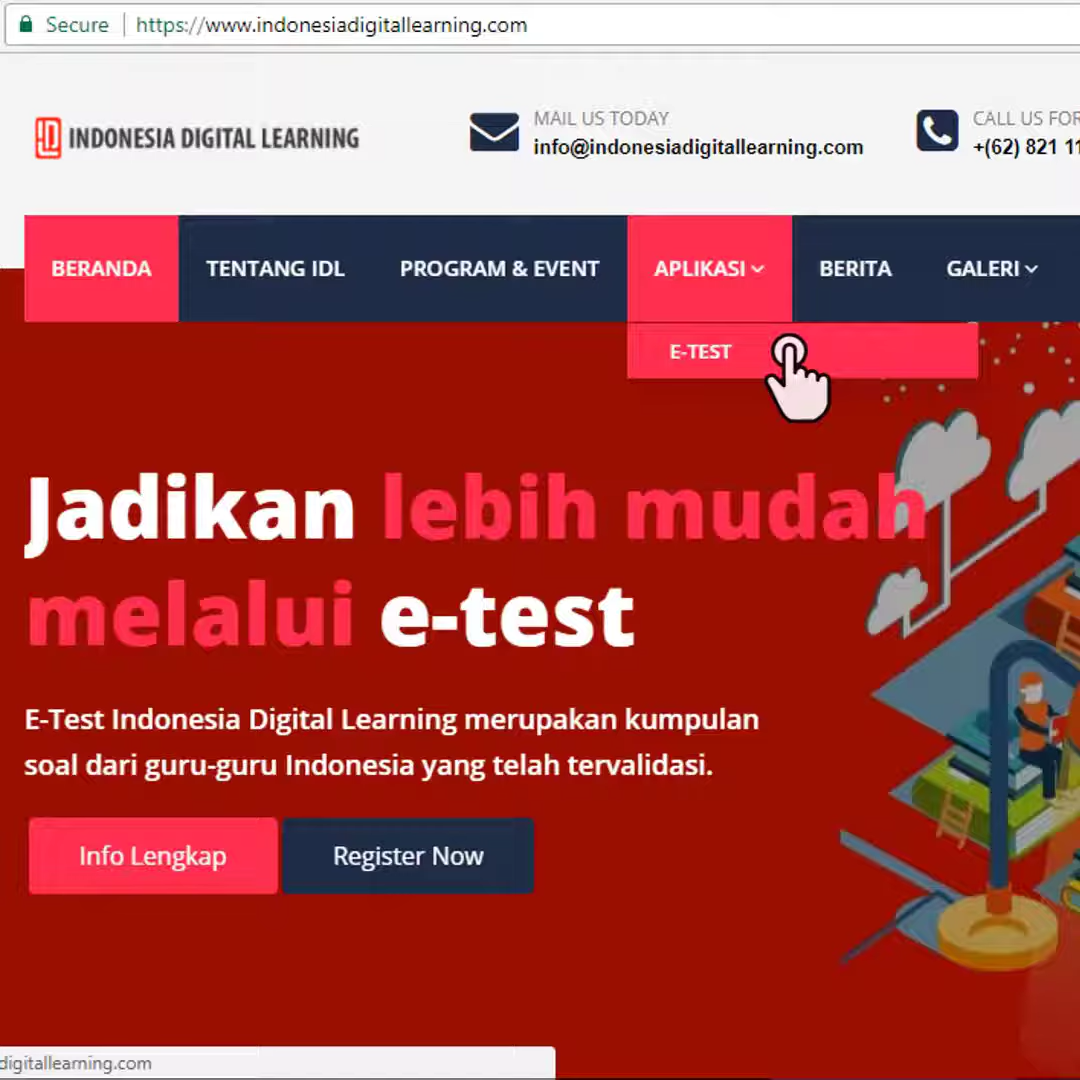 Secure https://www.indonesiadigitallearning.com
INDONESIA DIGITAL LEARNING
MAIL US TODAY
info@indonesiadigitallearning.com
CALL US FOR
+(62) 821 11
BERANDA
TENTANG IDL
PROGRAM & EVENT
APLIKASI
BERITA
GALERI
E-TEST
Jadikan lebih mudah
melalui e-test
E-Test Indonesia Digital Learning merupakan kumpulan
soal dari guru-guru Indonesia yang telah tervalidasi.
Info Lengkap
Register Now
digitallearning.com